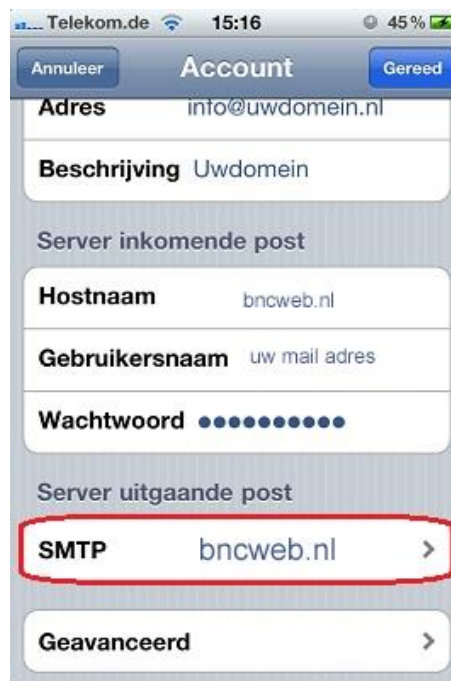 Telekom.de 15:16 45 %
Annuleer Account Gereed
Adres info@uwdomein.nl
Beschrijving Uwdomein
Server inkomende post
Hostnaam bncweb.nl
Gebruikersnaam uw mail adres
Wachtwoord ●●●●●●●●●●
Server uitgaande post
SMTP bncweb.nl >
Geavanceerd >